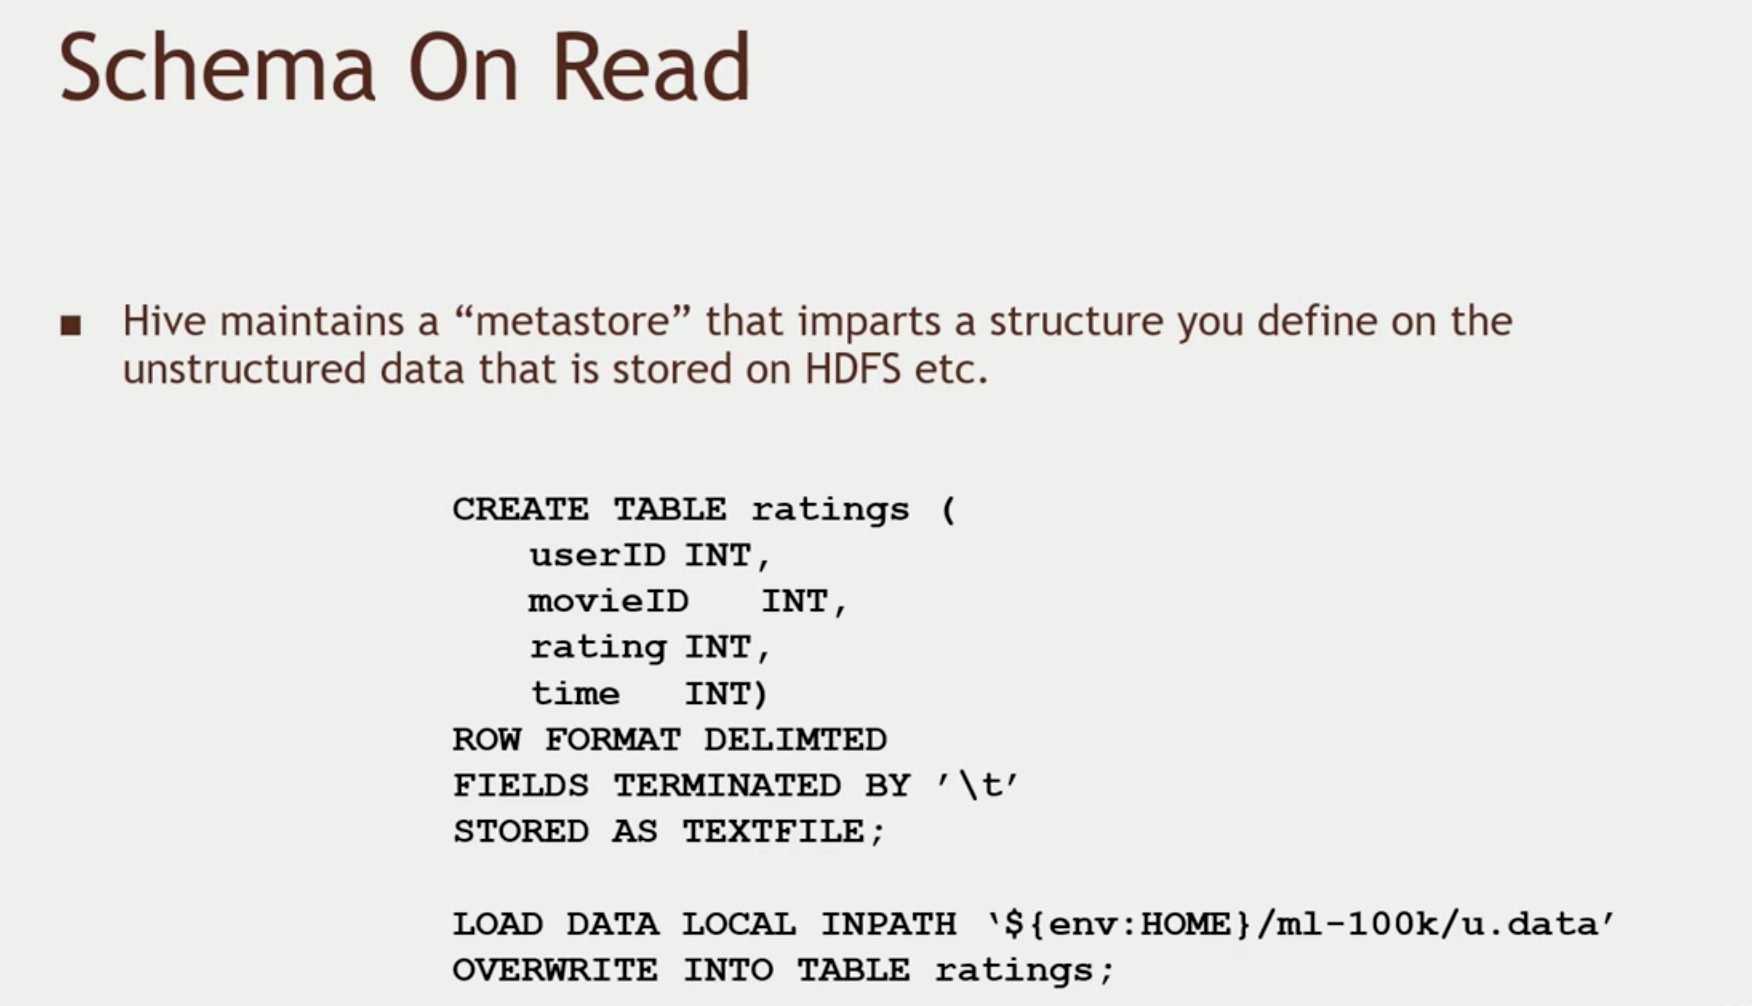 Schema On Read
■ Hive maintains a “metastore” that imparts a structure you define on the
unstructured data that is stored on HDFS etc.
CREATE TABLE ratings (
userID INT,
movieID INT,
rating INT,
time INT)
ROW FORMAT DELIMTED
FIELDS TERMINATED BY ’\t’
STORED AS TEXTFILE;
LOAD DATA LOCAL INPATH ‘${env:HOME}/ml-100k/u.data’
OVERWRITE INTO TABLE ratings;